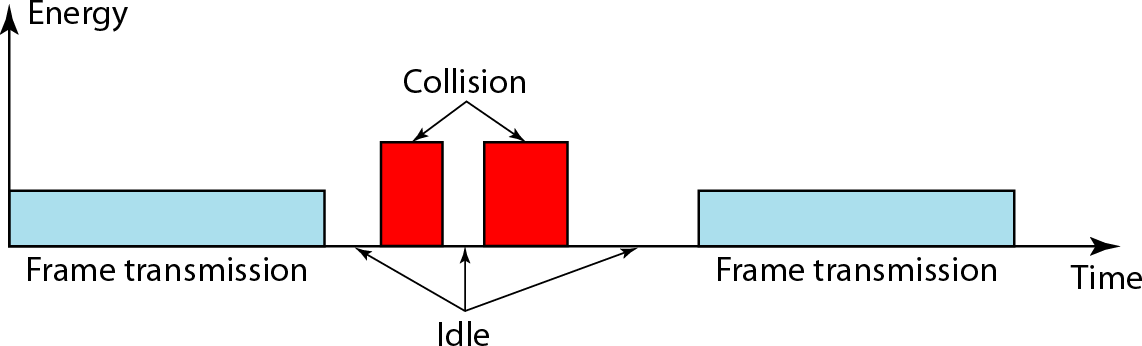 Energy
Collision
Frame transmission
Frame transmission
Time
Idle